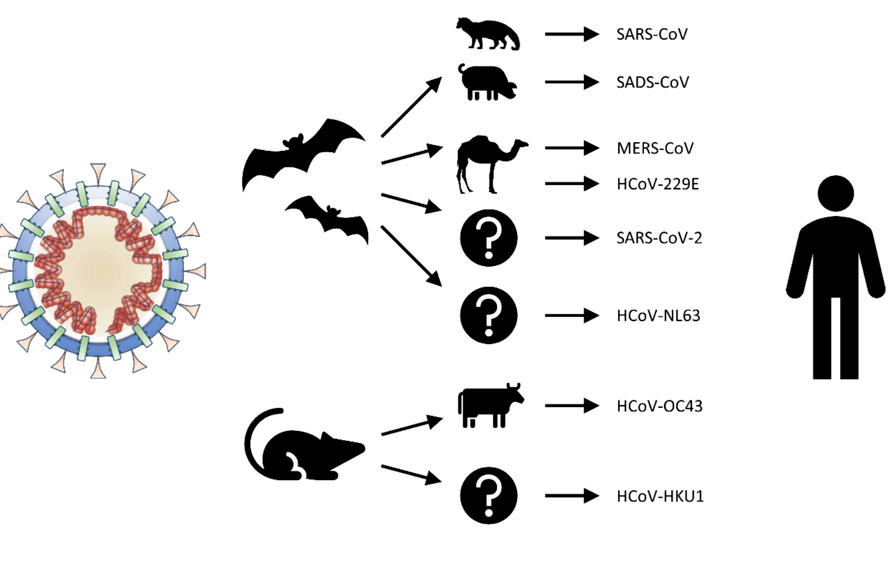 SARS-CoV
SADS-CoV
MERS-CoV
HCoV-229E
?
SARS-CoV-2
?
HCoV-NL63
HCoV-OC43
?
HCoV-HKU1